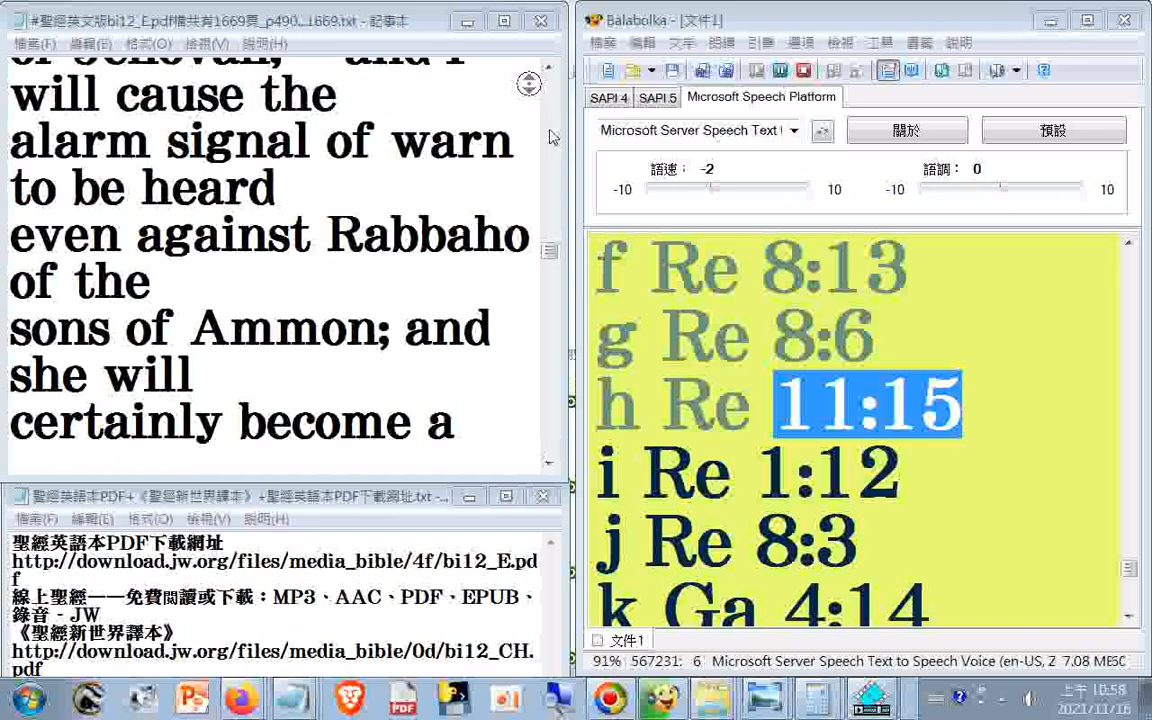 #聖經英文版bi12_E.pdf檔共有1669頁_p490...1669.txt - 記事本
檔案(F) 編輯(E) 格式(O) 檢視(V) 說明(H)
of Jehovah, "and I
will cause the
alarm signal of warn
to be heard
even against Rabbaho
of the
sons of Ammon; and
she will
certainly become a
聖經英語本PDF+《聖經新世界譯本》+聖經英語本PDF下載網址.txt -...
檔案(F) 編輯(E) 格式(O) 檢視(V) 說明(H)
聖經英語本PDF下載網址
http://download.jw.org/files/media_bible/4f/bi12_E.pd
f
線上聖經——免費閱讀或下載：MP3、AAC、PDF、EPUB、
錄音 - JW
《聖經新世界譯本》
http://download.jw.org/files/media_bible/0d/bi12_CH.
pdf
Balabolka - [文件1]
檔案 編輯 文字 朗讀 引擎 選項 檢視 工具 書籤 說明
SAPI 4 SAPI 5 Microsoft Speech Platform
Microsoft Server Speech Text 關於 預設
語速： -2 語調： 0
-10 10 -10 10
f Re 8:13
g Re 8:6
h Re 11:15
i Re 1:12
j Re 8:3
k Ga 4:14
文件1
91% 567231: 6 Microsoft Server Speech Text to Speech Voice (en-US, Z 7.08 МБ
PDF
上午 10:58
2021/11/16